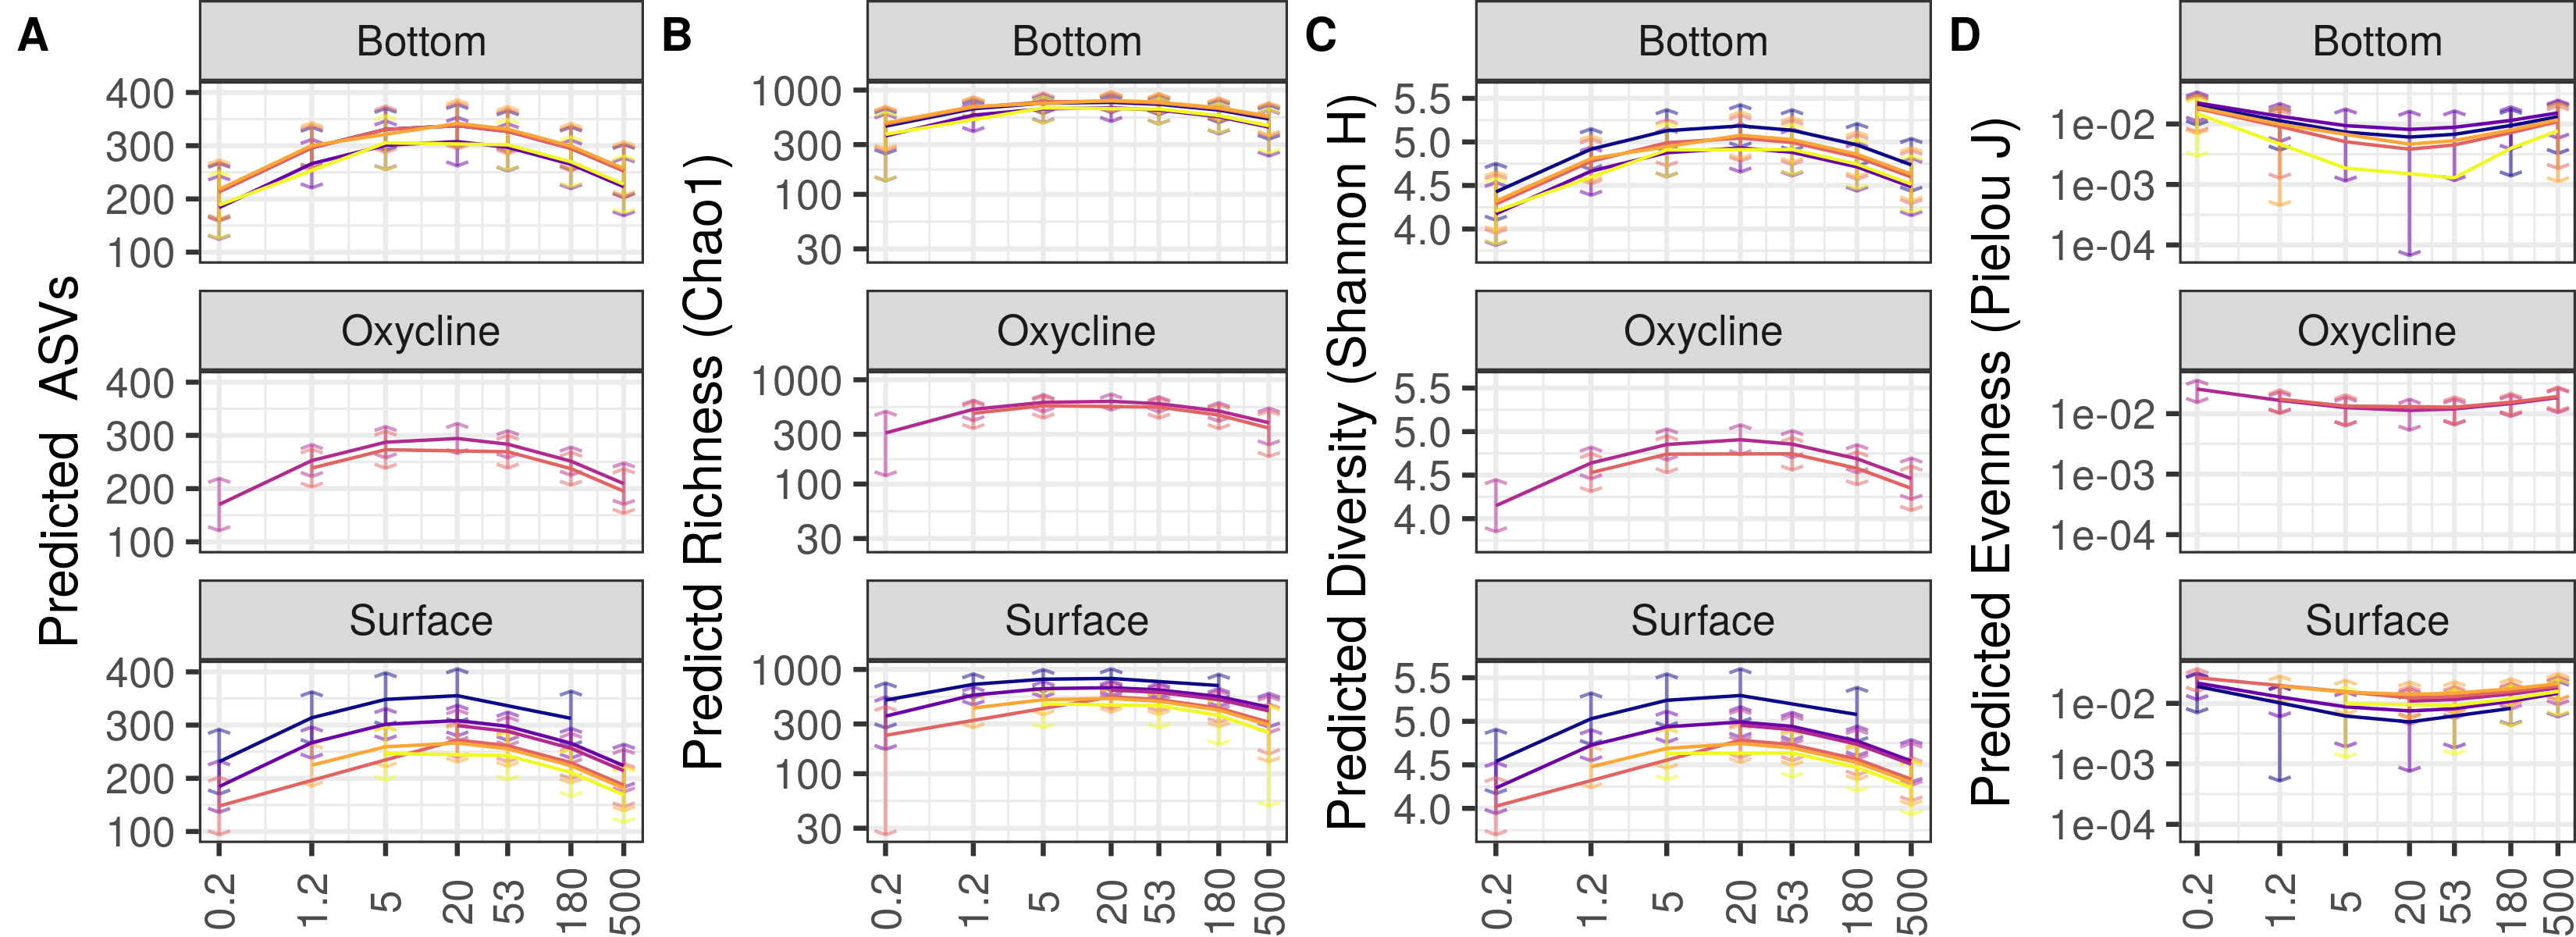 A
Predicted  ASVs
Bottom
400
300
200
100
Oxycline
400
300
200
100
Surface
400
300
200
100
0.2
1.2
5
20
53
180
500
B
Predictd Richness (Chao1)
Bottom
1000
300
100
30
Oxycline
1000
300
100
30
Surface
1000
300
100
30
0.2
1.2
5
20
53
180
500
C
Predicted Diversity (Shannon H)
Bottom
5.5
5.0
4.5
4.0
Oxycline
5.5
5.0
4.5
4.0
Surface
5.5
5.0
4.5
4.0
0.2
1.2
5
20
53
180
500
D
Predicted Evenness (Pielou J)
Bottom
1e-02
1e-03
1e-04
Oxycline
1e-02
1e-03
1e-04
Surface
1e-02
1e-03
1e-04
0.2
1.2
5
20
53
180
500